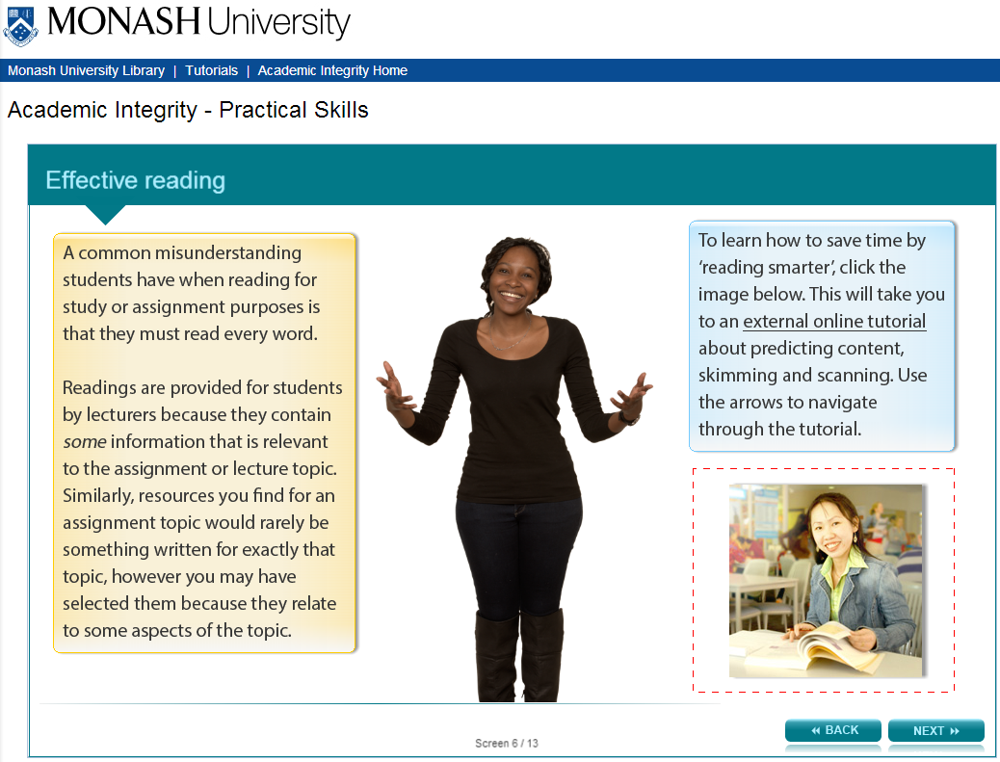 MONASH University
Monash University Library | Tutorials | Academic Integrity Home
Academic Integrity - Practical Skills
Effective reading
A common misunderstanding
students have when reading for
study or assignment purposes is
that they must read every word.
Readings are provided for students
by lecturers because they contain
some information that is relevant
to the assignment or lecture topic.
Similarly, resources you find for an
assignment topic would rarely be
something written for exactly that
topic, however you may have
selected them because they relate
to some aspects of the topic.
To learn how to save time by
‘reading smarter’, click the
image below. This will take you
to an external online tutorial
about predicting content,
skimming and scanning. Use
the arrows to navigate
through the tutorial.
Screen 6 / 13
BACK
NEXT